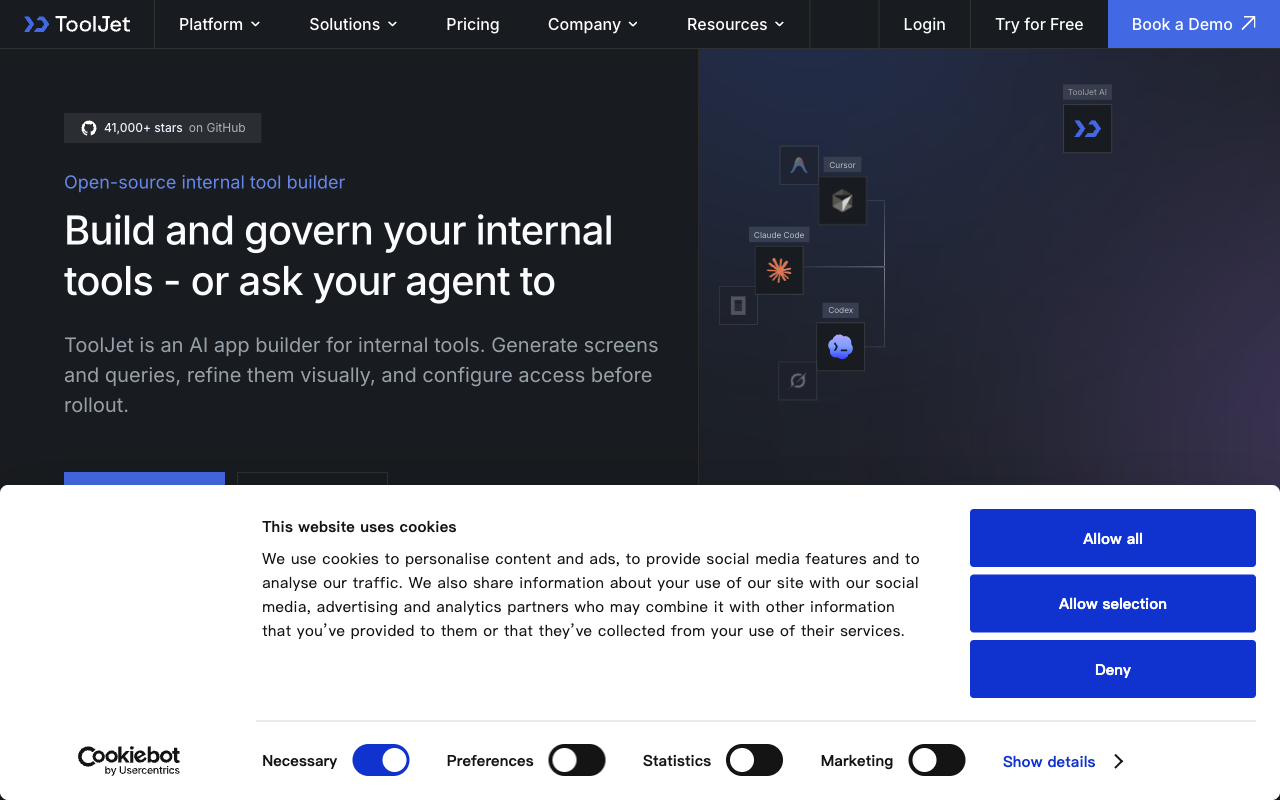 ToolJet
Platform
Solutions
Pricing
Company
Resources
Login
Try for Free
Book a Demo
41,000+ stars on GitHub
Open-source internal tool builder
Build and govern your internal
tools - or ask your agent to
ToolJet is an AI app builder for internal tools. Generate screens
and queries, refine them visually, and configure access before
rollout.
ToolJet AI
Cursor
Claude Code
Codex
This website uses cookies
We use cookies to personalise content and ads, to provide social media features and to
analyse our traffic. We also share information about your use of our site with our social
media, advertising and analytics partners who may combine it with other information
that you’ve provided to them or that they’ve collected from your use of their services.
Allow all
Allow selection
Deny
Cookiebot
by Usercentrics
Necessary
Preferences
Statistics
Marketing
Show details